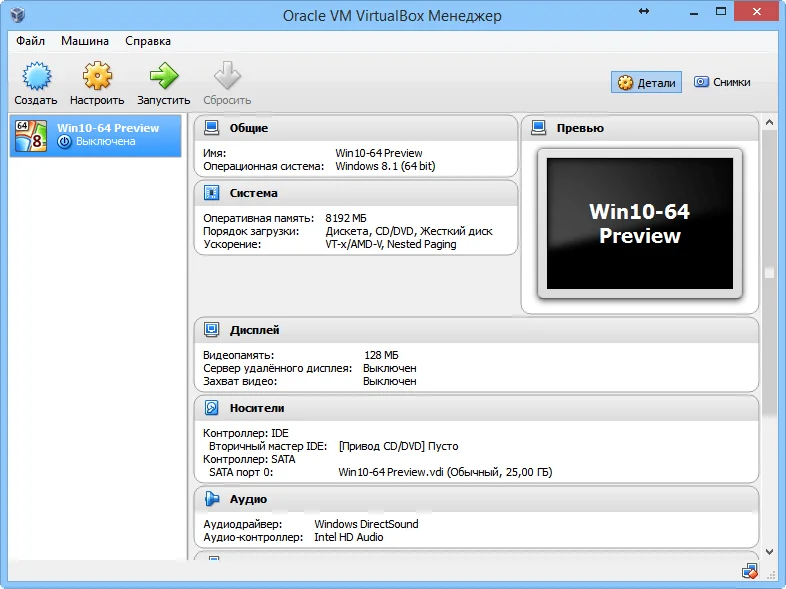 Oracle VM VirtualBox Менеджер
Файл Машина Справка
Создать Настроить Запустить Сбросить Детали Снимки
64 8 Win10-64 Preview
Выключена
Общие
Имя: Win10-64 Preview
Операционная система: Windows 8.1 (64 bit)
Система
Оперативная память: 8192 МБ
Порядок загрузки: Дискета, CD/DVD, Жесткий диск
Ускорение: VT-x/AMD-V, Nested Paging
Превью
Win10-64
Preview
Дисплей
Видеопамять: 128 МБ
Сервер удалённого дисплея: Выключен
Захват видео: Выключен
Носители
Контроллер: IDE
Вторичный мастер IDE: [Привод CD/DVD] Пусто
Контроллер: SATA
SATA порт 0: Win10-64 Preview.vdi (Обычный, 25,00 ГБ)
Аудио
Аудиодрайвер: Windows DirectSound
Аудио-контроллер: Intel HD Audio